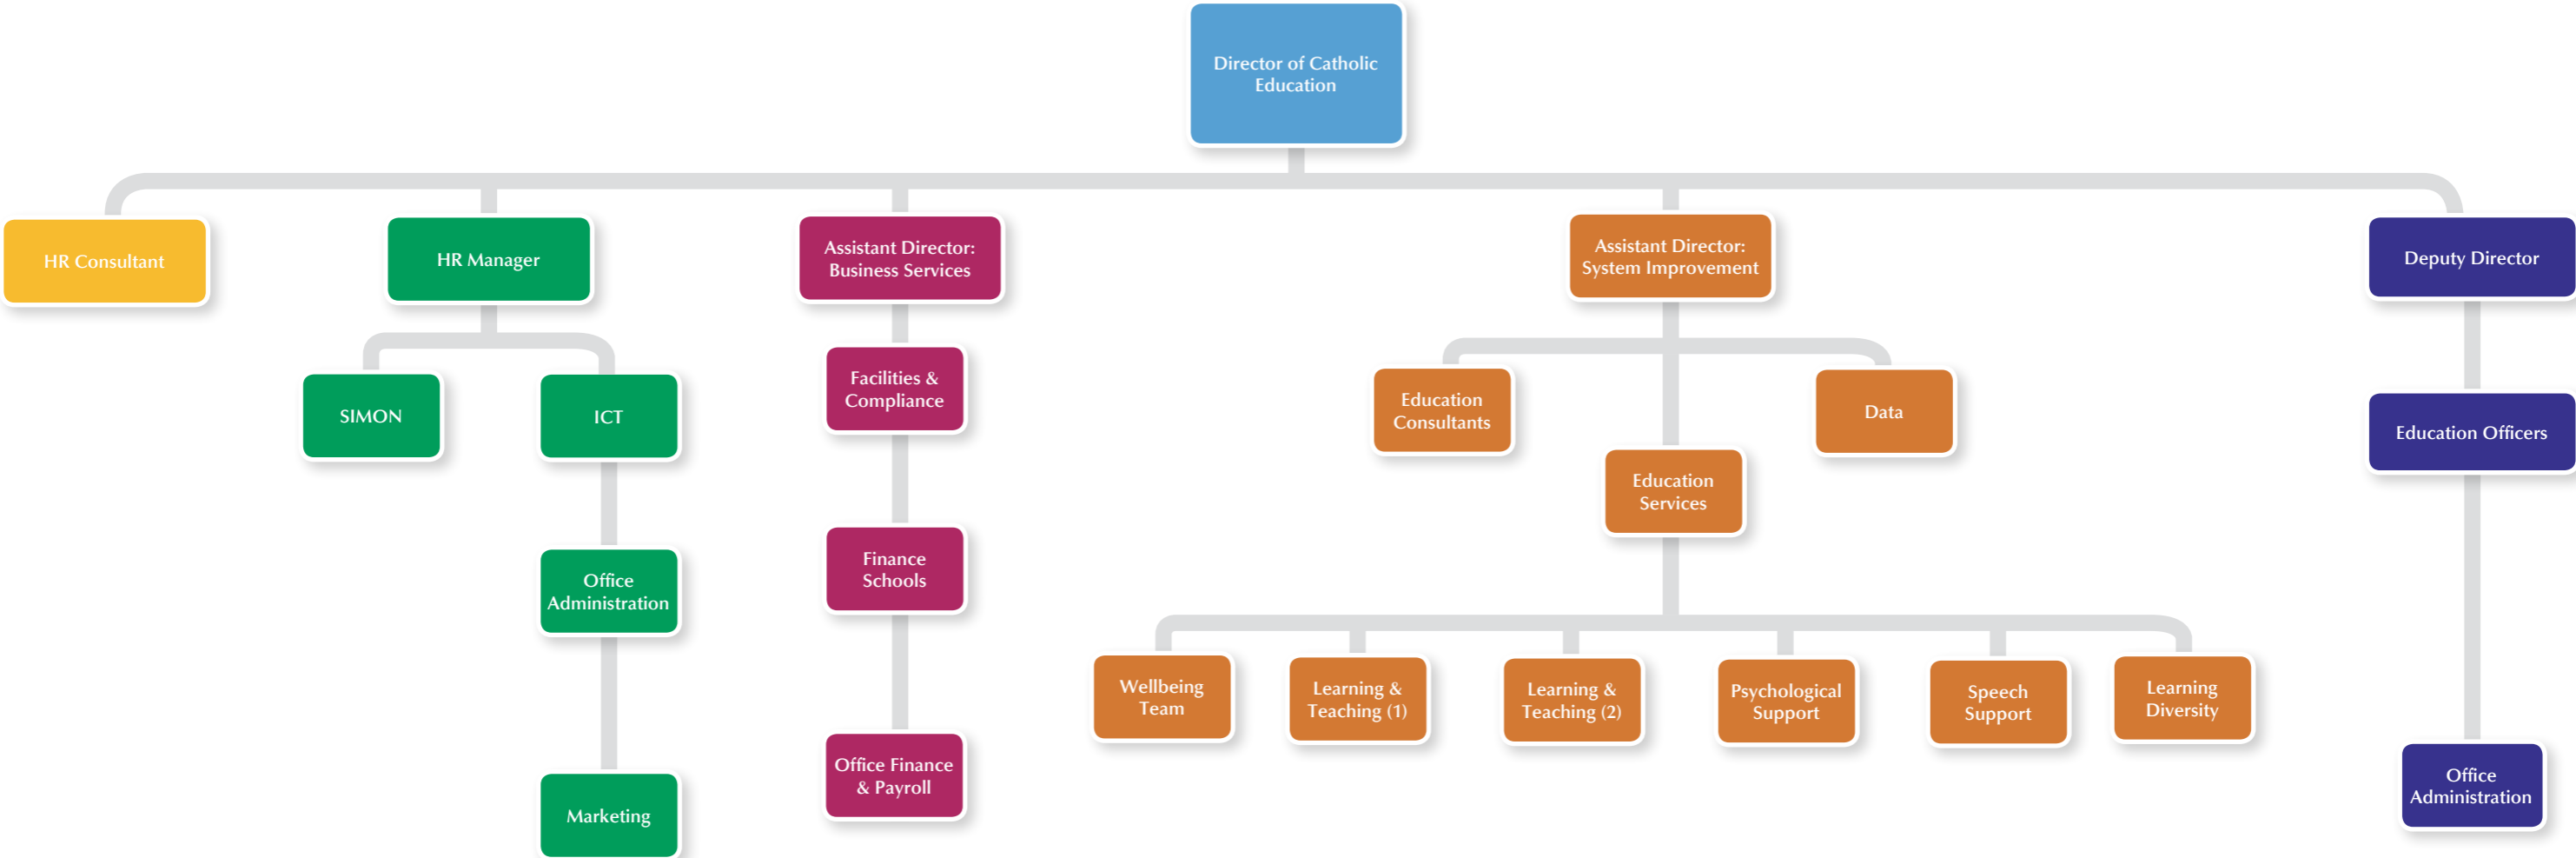 Director of Catholic
Education
HR Consultant
HR Manager
Assistant Director:
Business Services
Assistant Director:
System Improvement
Deputy Director
SIMON
ICT
Facilities &
Compliance
Education
Consultants
Data
Education Officers
Education
Services
Office
Administration
Finance
Schools
Wellbeing
Team
Learning &
Teaching (1)
Learning &
Teaching (2)
Psychological
Support
Speech
Support
Learning
Diversity
Marketing
Office Finance
& Payroll
Office
Administration